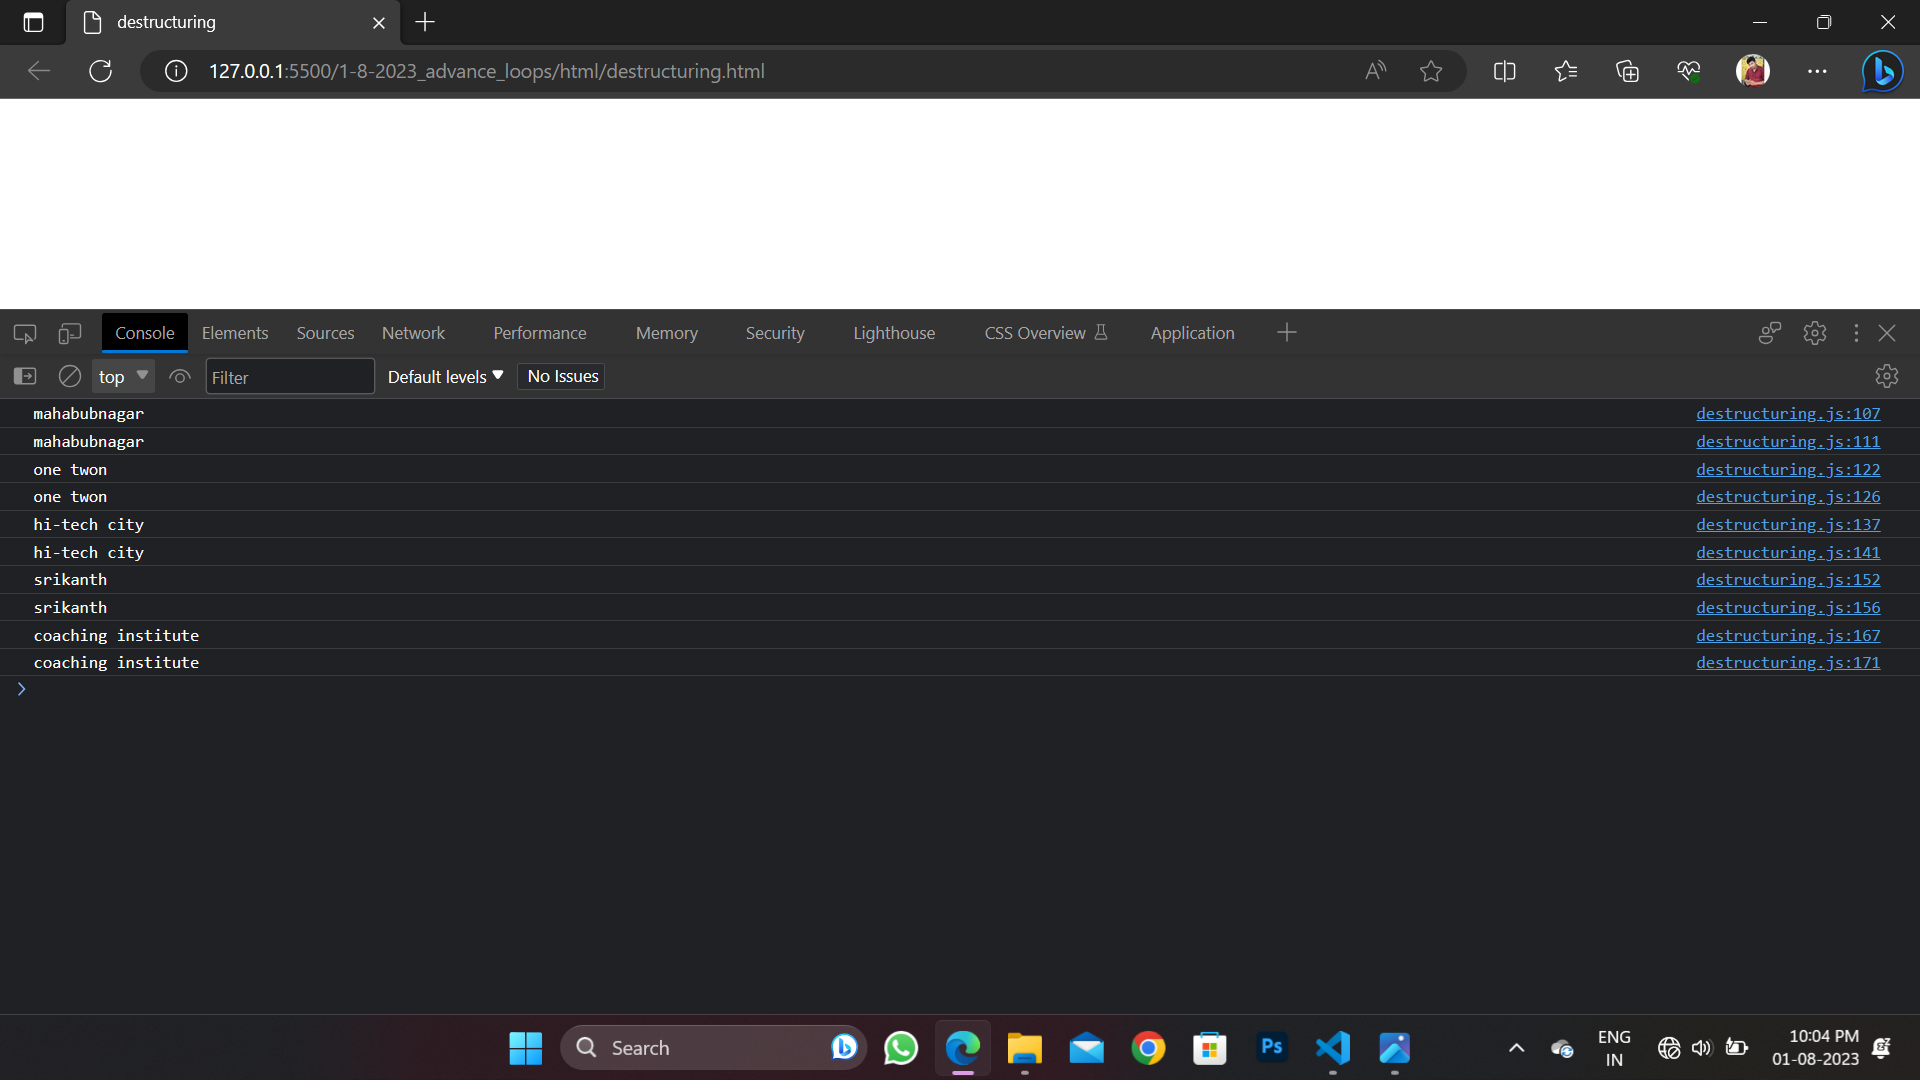 destructuring
127.0.0.1:5500/1-8-2023_advance_loops/html/destructuring.html
Console Elements Sources Network Performance Memory Security Lighthouse CSS Overview Application
top Filter Default levels No Issues
mahabubnagar destructuring.js:107
mahabubnagar destructuring.js:111
one twon destructuring.js:122
one twon destructuring.js:126
hi-tech city destructuring.js:137
hi-tech city destructuring.js:141
srikanth destructuring.js:152
srikanth destructuring.js:156
coaching institute destructuring.js:167
coaching institute destructuring.js:171
Search Ps ENG 10:04 PM
IN 01-08-2023